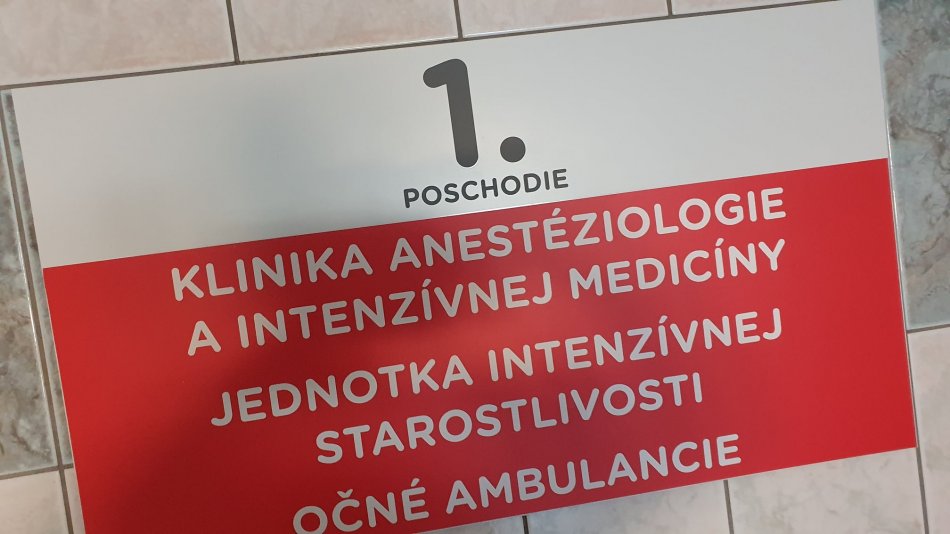 1.
POSCHODIE
KLINIKA ANESTÉZIOLOGIE
A INTENZÍVNEJ MEDICÍNY
JEDNOTKA INTENZÍVNEJ
STAROSTLIVOSTI
OČNÉ AMBULANCIE